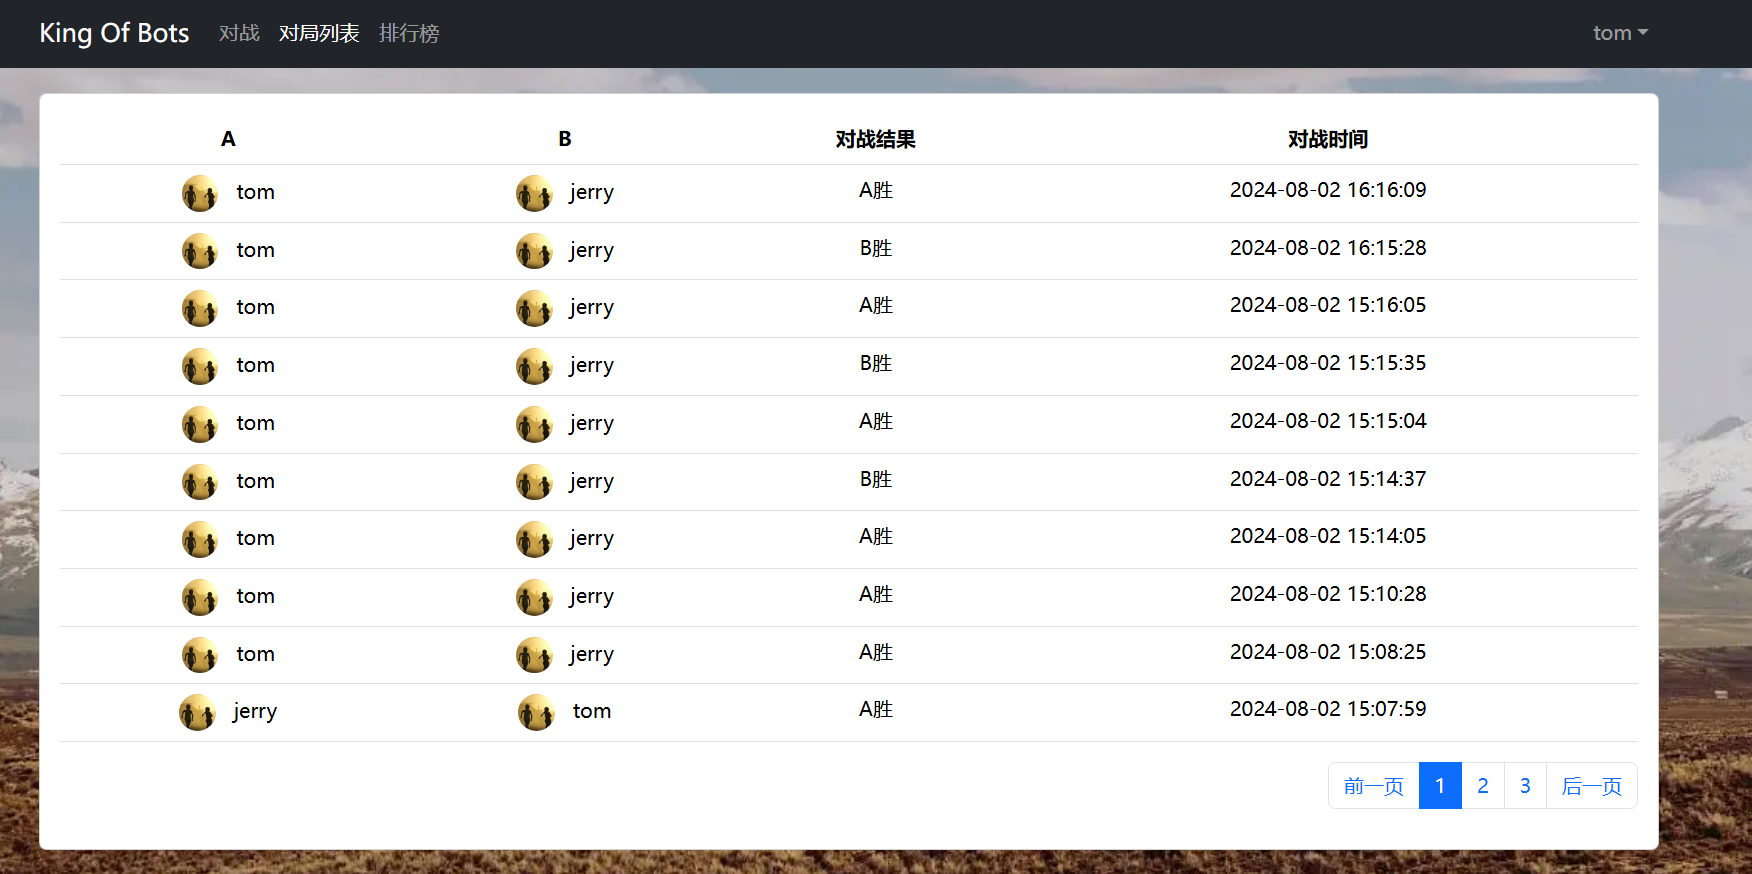 King Of Bots 对战 对局列表 排行榜 tom
A B 对战结果 对战时间
tom jerry A胜 2024-08-02 16:16:09
tom jerry B胜 2024-08-02 16:15:28
tom jerry A胜 2024-08-02 15:16:05
tom jerry B胜 2024-08-02 15:15:35
tom jerry A胜 2024-08-02 15:15:04
tom jerry B胜 2024-08-02 15:14:37
tom jerry A胜 2024-08-02 15:14:05
tom jerry A胜 2024-08-02 15:10:28
tom jerry A胜 2024-08-02 15:08:25
jerry tom A胜 2024-08-02 15:07:59
前一页 1 2 3 后一页